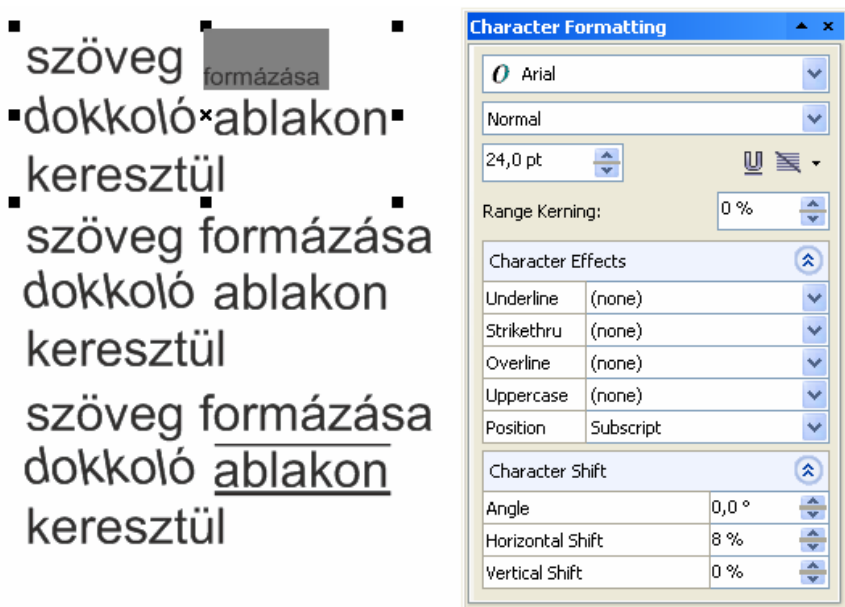 szöveg formázása
dokkoló ablakon
keresztül
szöveg formázása
dokkoló ablakon
keresztül
szöveg formázása
dokkoló ablakon
keresztül
Character Formatting
O Arial
Normal
24,0 pt U
Range Kerning: 0 %
Character Effects
Underline (none)
Strikethru (none)
Overline (none)
Uppercase (none)
Position Subscript
Character Shift
Angle 0,0 °
Horizontal Shift 8 %
Vertical Shift 0 %